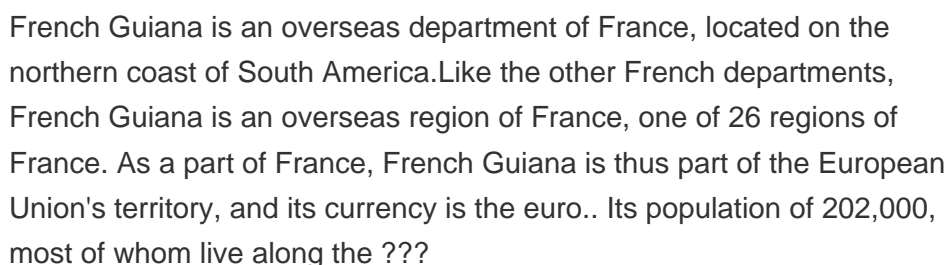 French Guiana is an overseas department of France, located on the
northern coast of South America.Like the other French departments,
French Guiana is an overseas region of France, one of 26 regions of
France. As a part of France, French Guiana is thus part of the European
Union's territory, and its currency is the euro.. Its population of 202,000,
most of whom live along the ???